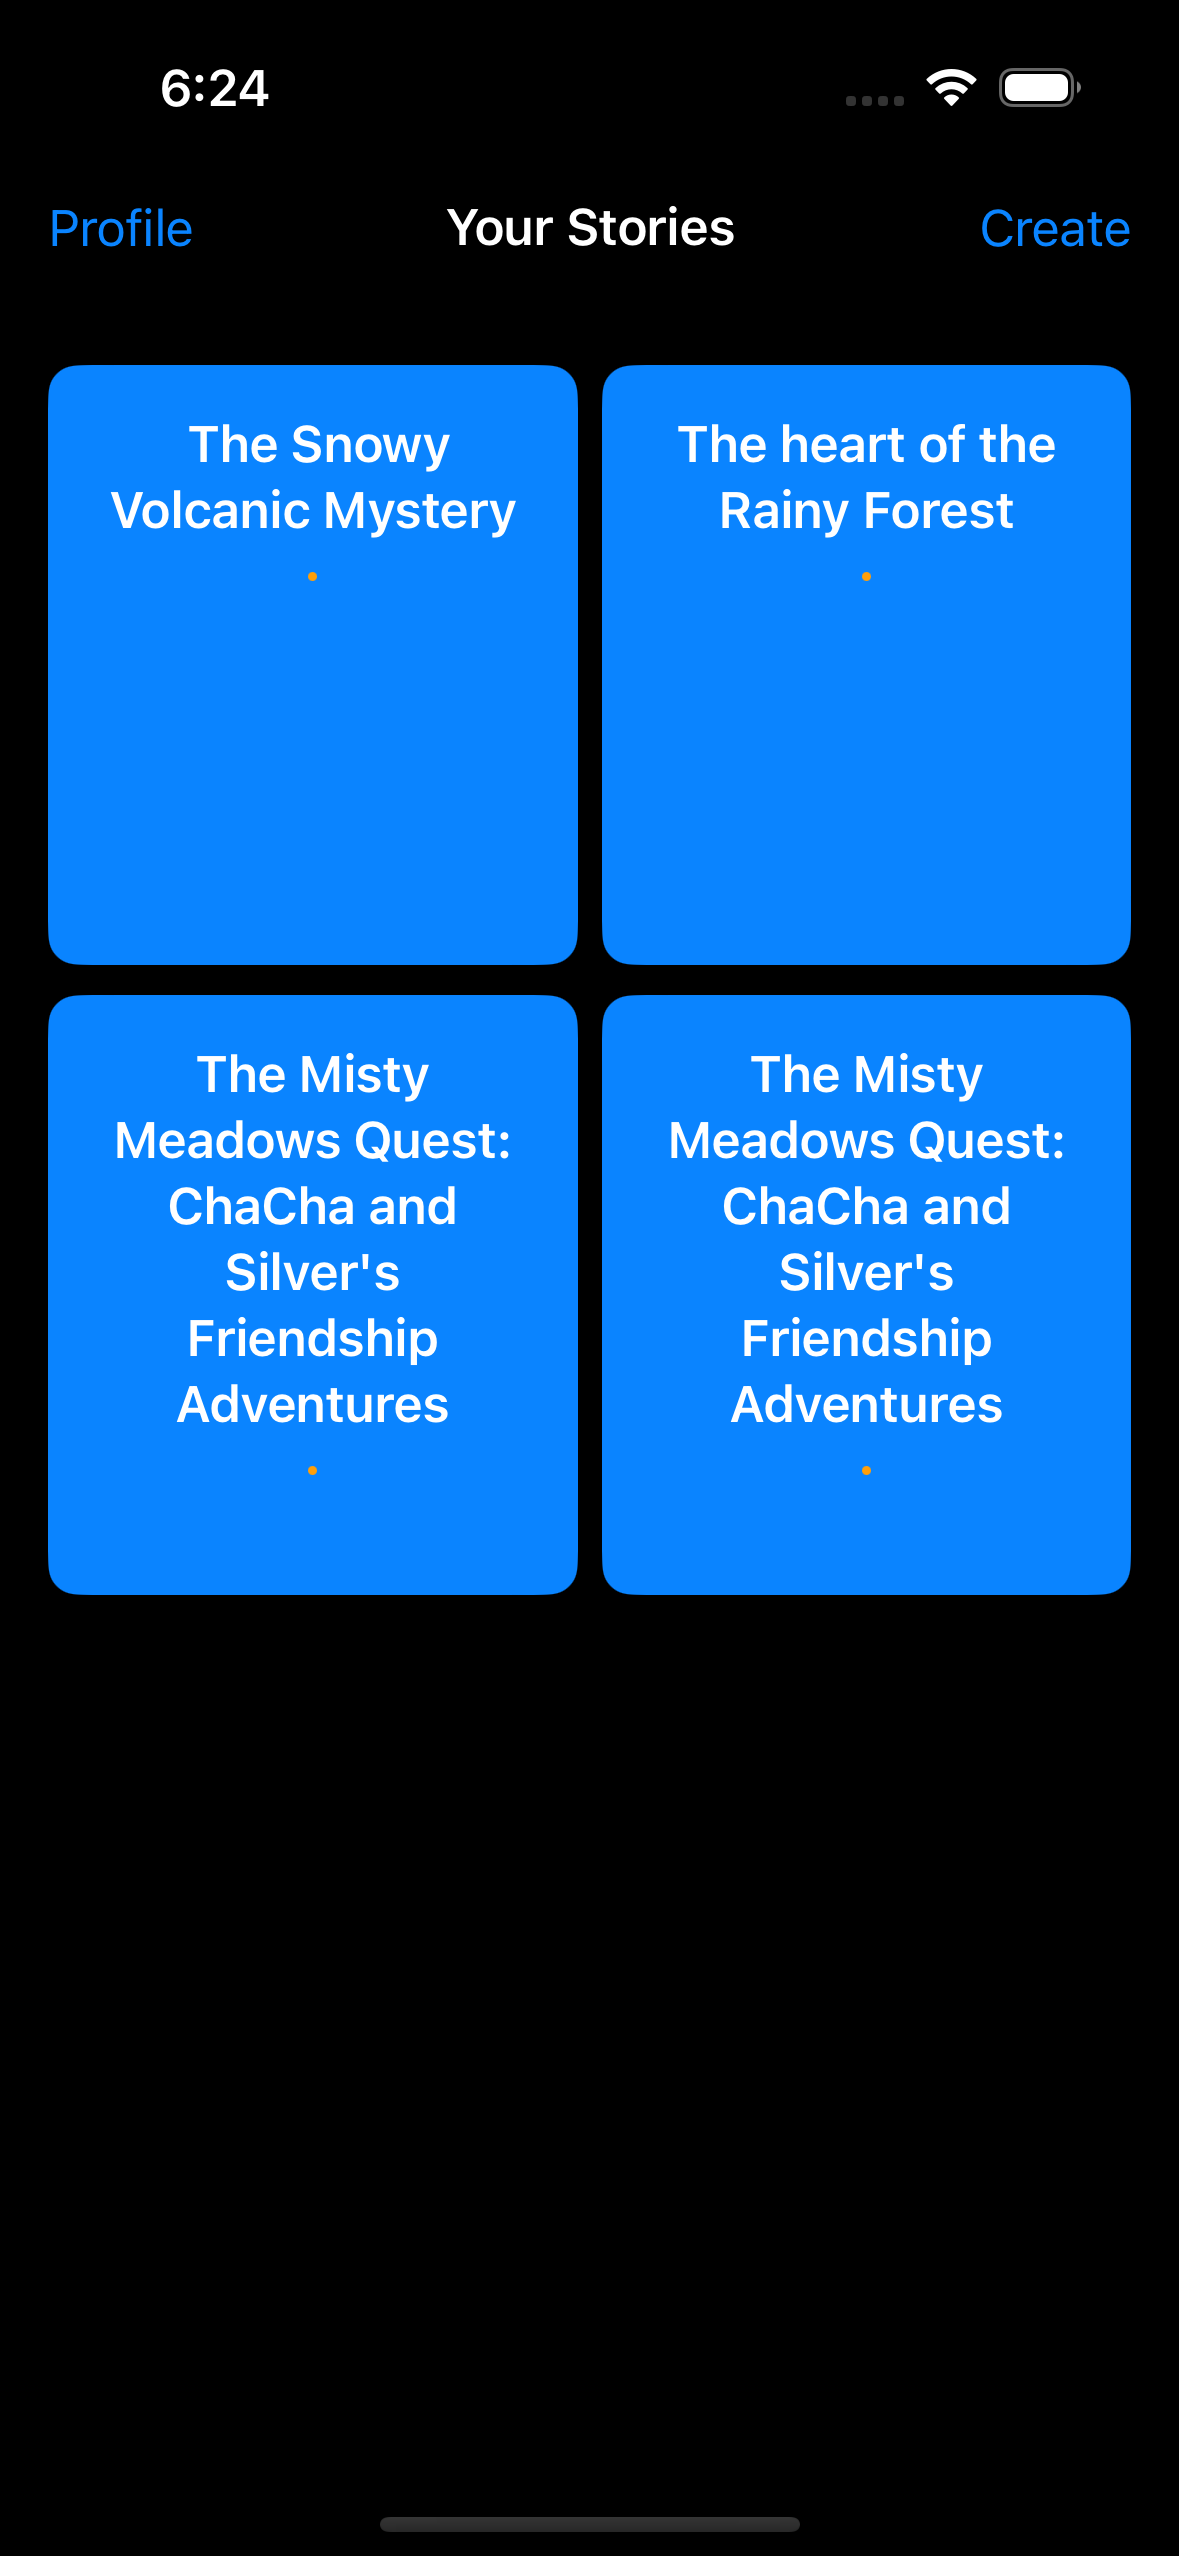 6:24
Profile
Your Stories
Create
The Snowy
Volcanic Mystery
The heart of the
Rainy Forest
The Misty
Meadows Quest:
ChaCha and
Silver's
Friendship
Adventures
The Misty
Meadows Quest:
ChaCha and
Silver's
Friendship
Adventures